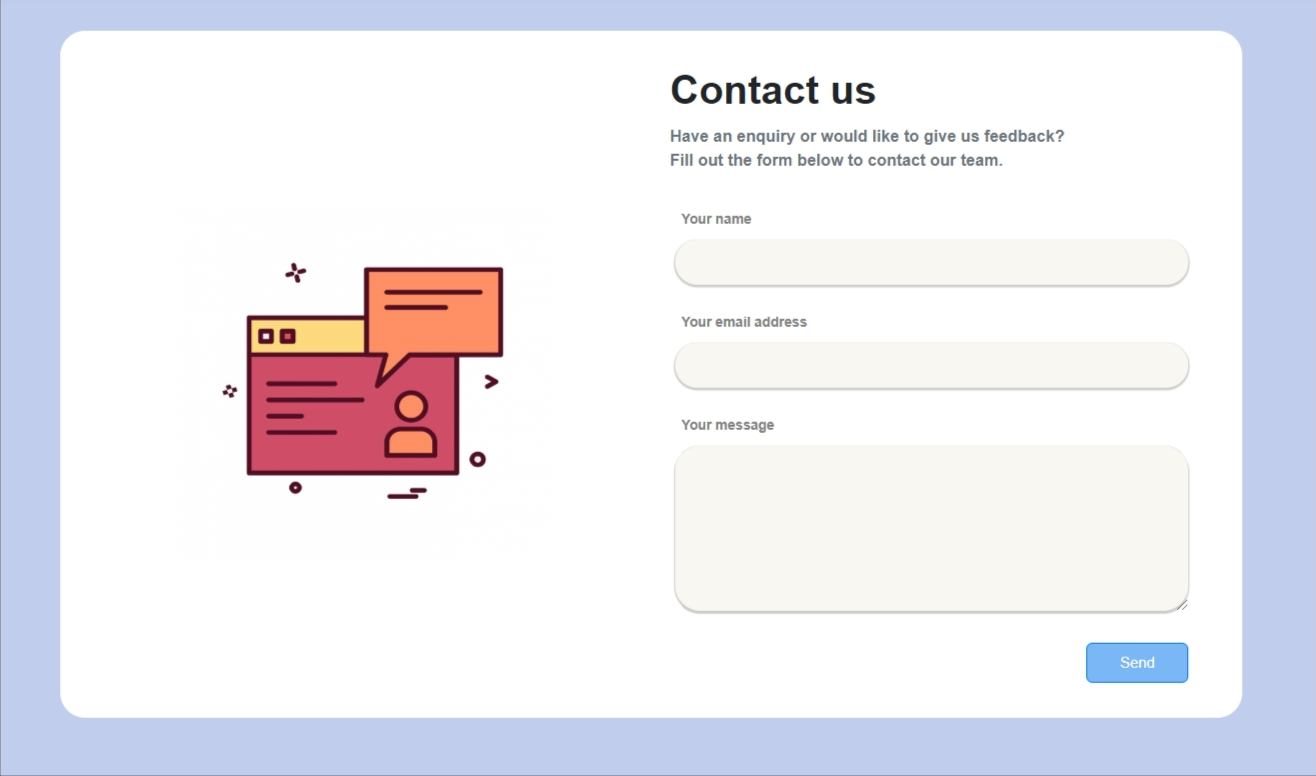 Contact us
Have an enquiry or would like to give us feedback?
Fill out the form below to contact our team.
Your name
Your email address
Your message
Send